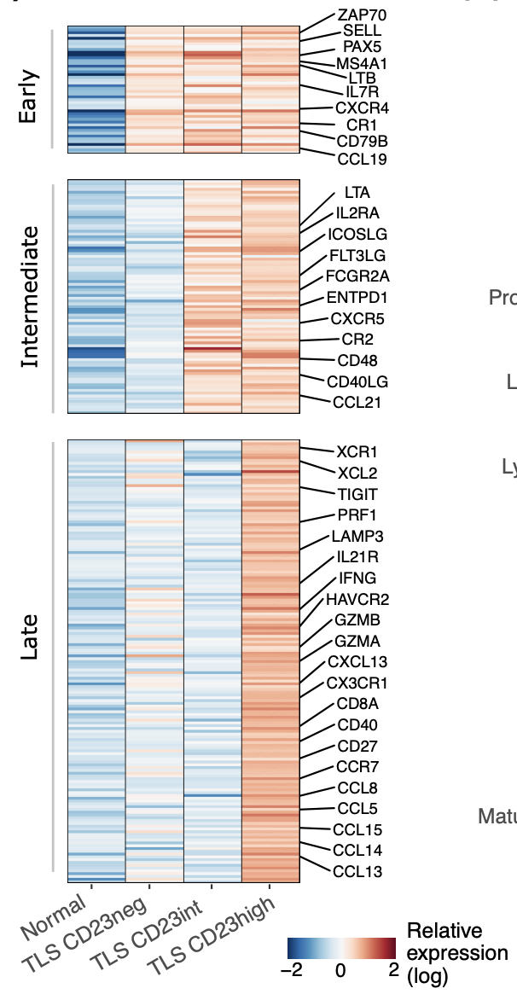 Early
ZAP70
SELL
PAX5
MS4A1
LTB
IL7R
CXCR4
CR1
CD79B
CCL19
Intermediate
LTA
IL2RA
ICOSLG
FLT3LG
FCGR2A
ENTPD1
CXCR5
CR2
CD48
CD40LG
CCL21
Late
XCR1
XCL2
TIGIT
PRF1
LAMP3
IL21R
IFNG
HAVCR2
GZMB
GZMA
CXCL13
CX3CR1
CD8A
CD40
CD27
CCR7
CCL8
CCL5
CCL15
CCL14
CCL13
Normal
TLS CD23neg
TLS CD23int
TLS CD23high
−2 0 2
Relative
expression
(log)
Pro
L
Ly
Matu